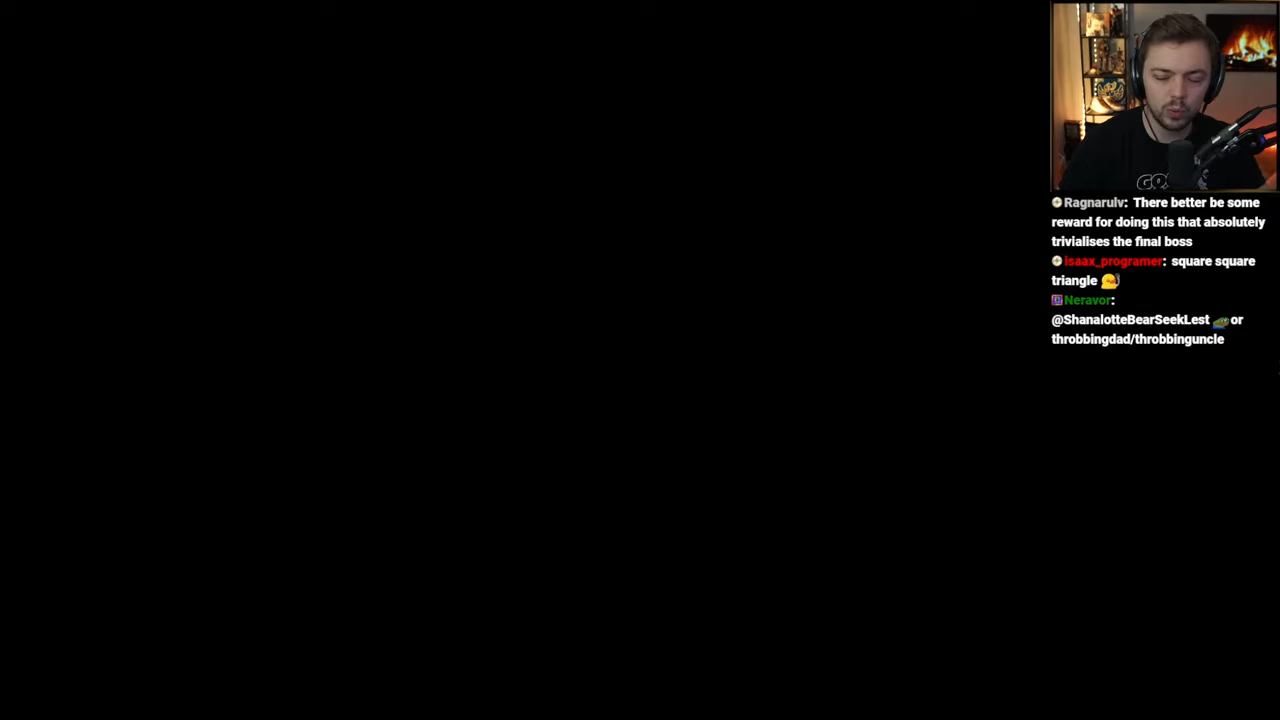 Ragnarulv: There better be some
reward for doing this that absolutely
trivialises the final boss
isaax_programer: square square
triangle
Neravor:
@ShanalotteBearSeekLest or
throbbingdad/throbbinguncle